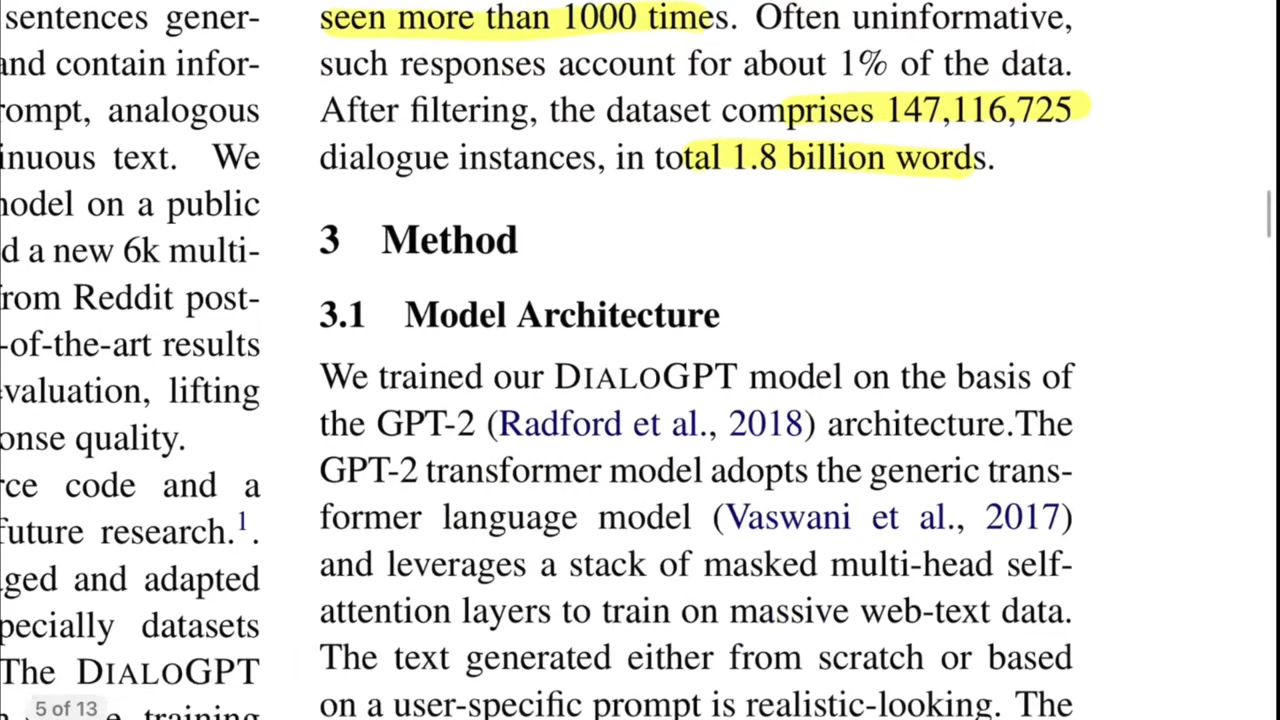 sentences gener-
and contain infor-
rompt, analogous
inuous text. We
model on a public
d a new 6k multi-
from Reddit post-
-of-the-art results
valuation, lifting
onse quality.
rce code and a
future research.1.
ged and adapted
pecially datasets
The DIALOGPT
training
seen more than 1000 times. Often uninformative,
such responses account for about 1% of the data.
After filtering, the dataset comprises 147,116,725
dialogue instances, in total 1.8 billion words.
3 Method
3.1 Model Architecture
We trained our DIALOGPT model on the basis of
the GPT-2 (Radford et al., 2018) architecture.The
GPT-2 transformer model adopts the generic trans-
former language model (Vaswani et al., 2017)
and leverages a stack of masked multi-head self-
attention layers to train on massive web-text data.
The text generated either from scratch or based
on a user-specific prompt is realistic-looking. The
5 of 13